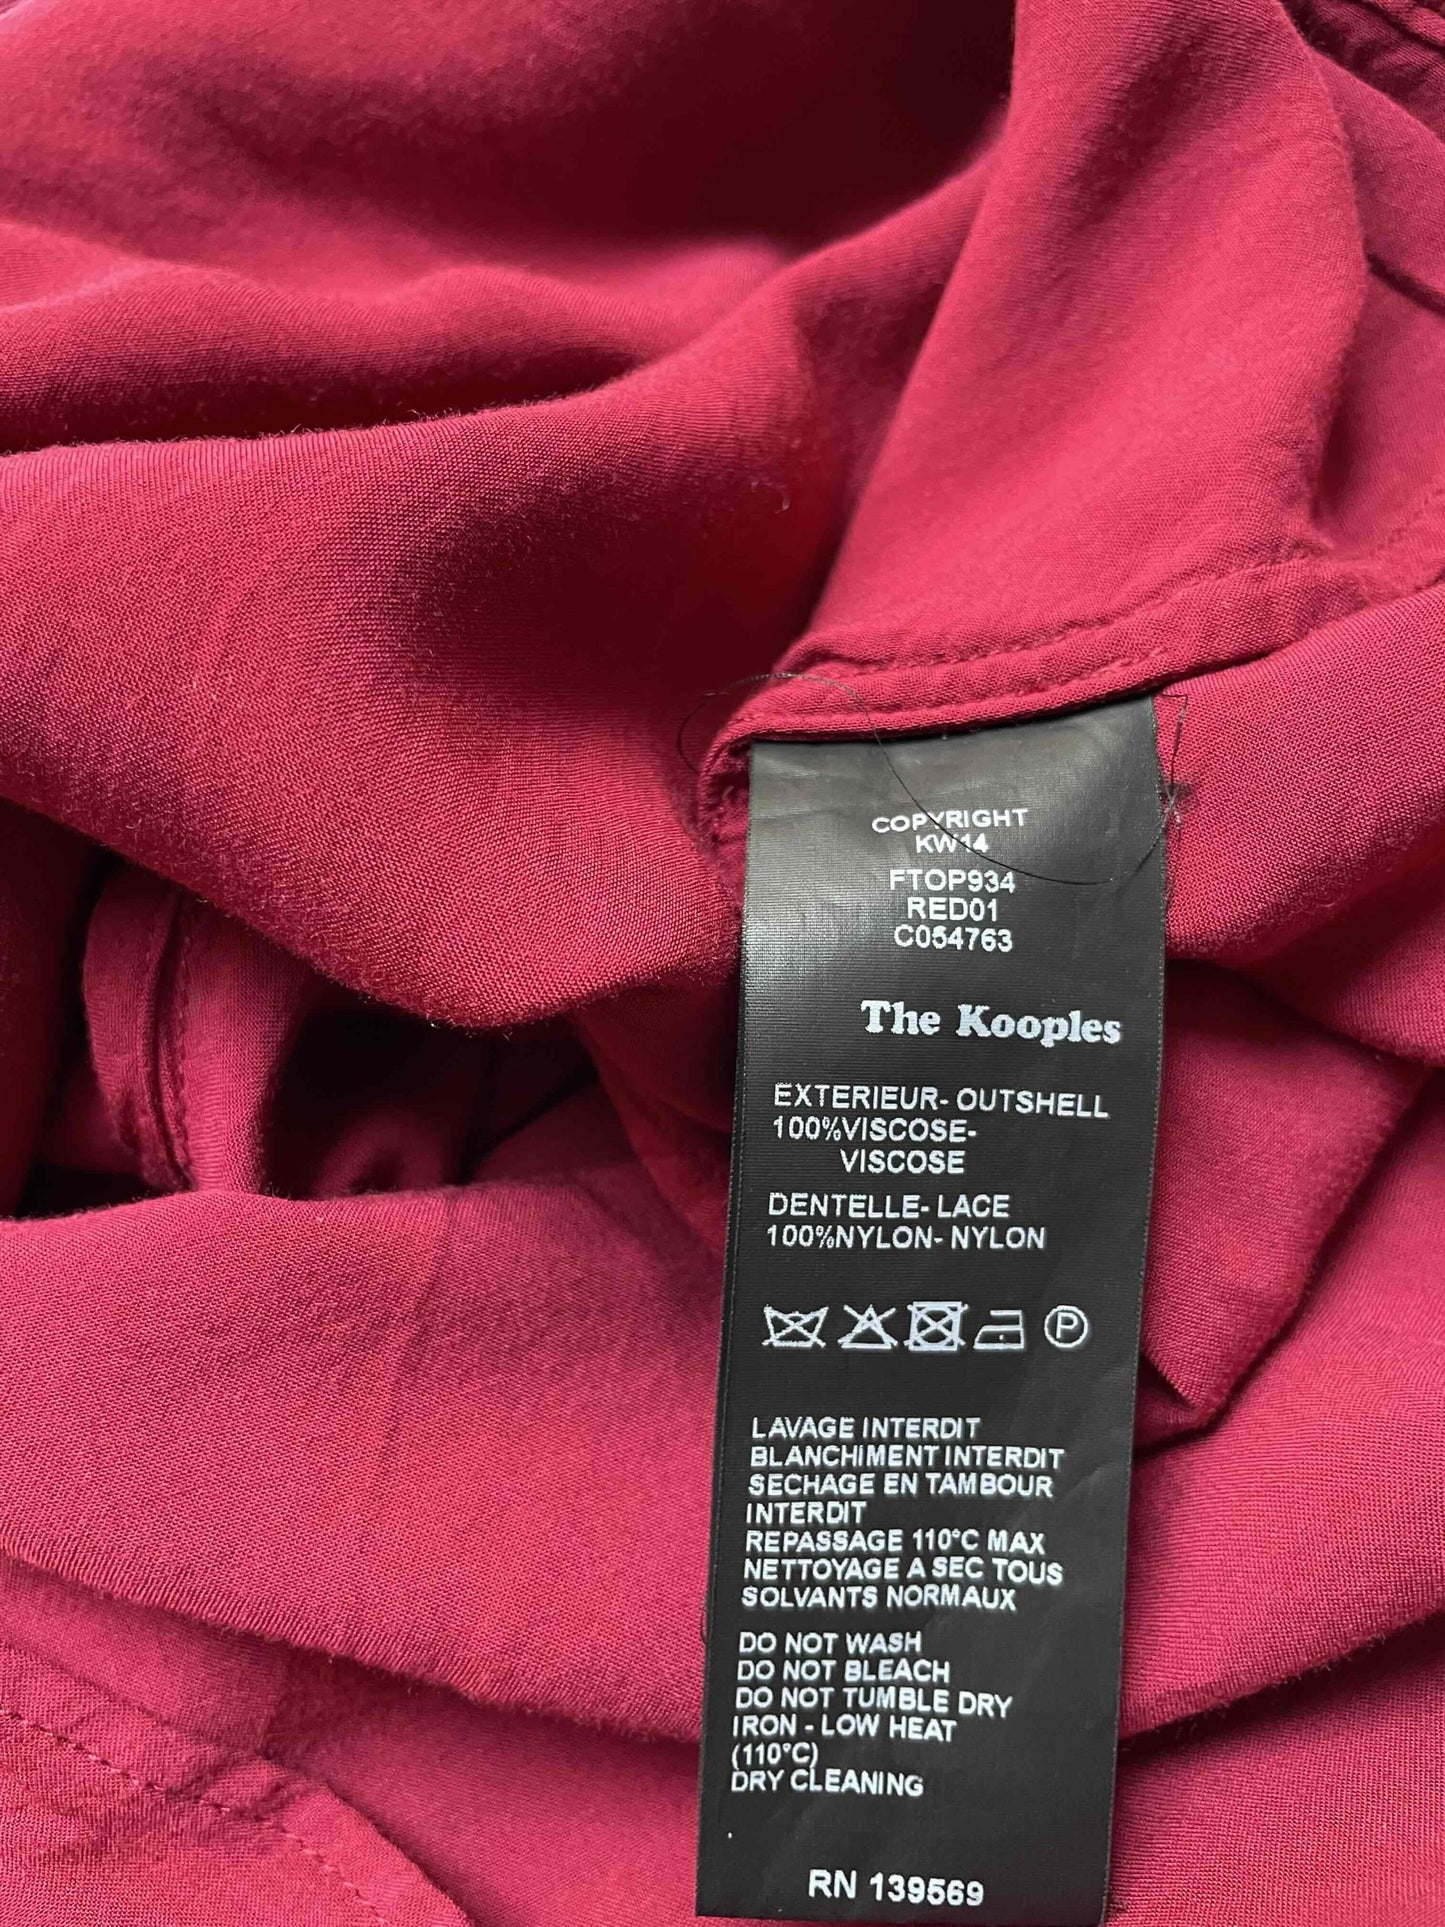 COPYRIGHT
KW14
FTOP934
RED01
C054763
The Kooples
EXTERIEUR- OUTSHELL
100%VISCOSE-
VISCOSE
DENTELLE- LACE
100%NYLON- NYLON
P
LAVAGE INTERDIT
BLANCHIMENT INTERDIT
SECHAGE EN TAMBOUR
INTERDIT
REPASSAGE 110°C MAX
NETTOYAGE A SEC TOUS
SOLVANTS NORMAUX
DO NOT WASH
DO NOT BLEACH
DO NOT TUMBLE DRY
IRON - LOW HEAT
(110°C)
DRY CLEANING
RN 139569